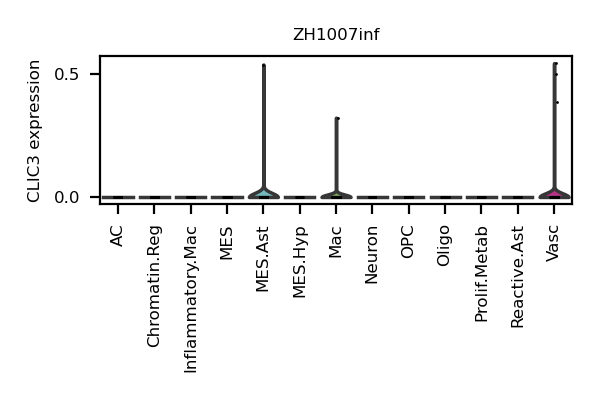 ZH1007inf
CLIC3 expression
0.5
0.0
AC
Chromatin.Reg
Inflammatory.Mac
MES
MES.Ast
MES.Hyp
Mac
Neuron
OPC
Oligo
Prolif.Metab
Reactive.Ast
Vasc